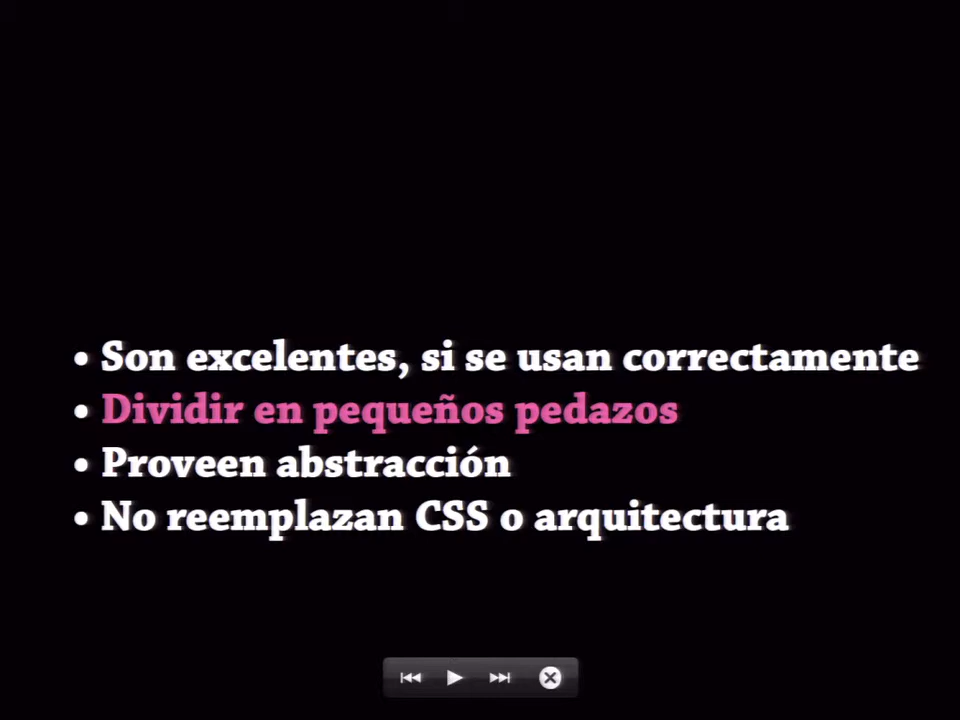 • Son excelentes, si se usan correctamente
• Dividir en pequeños pedazos
• Proveen abstracción
• No reemplazan CSS o arquitectura